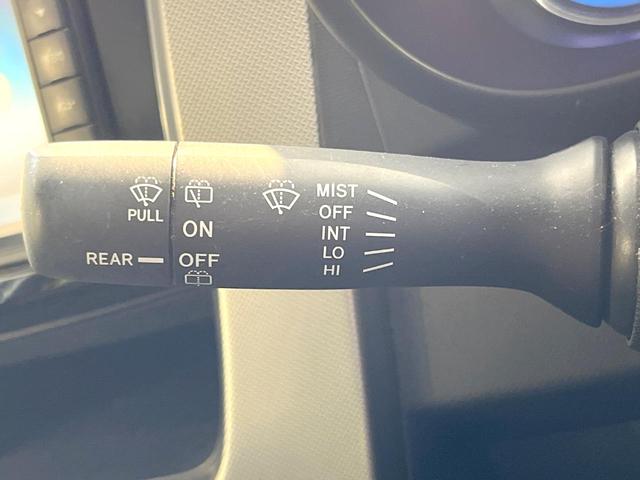 PULL
REAR
ON
OFF
MIST
OFF
INT
LO
HI